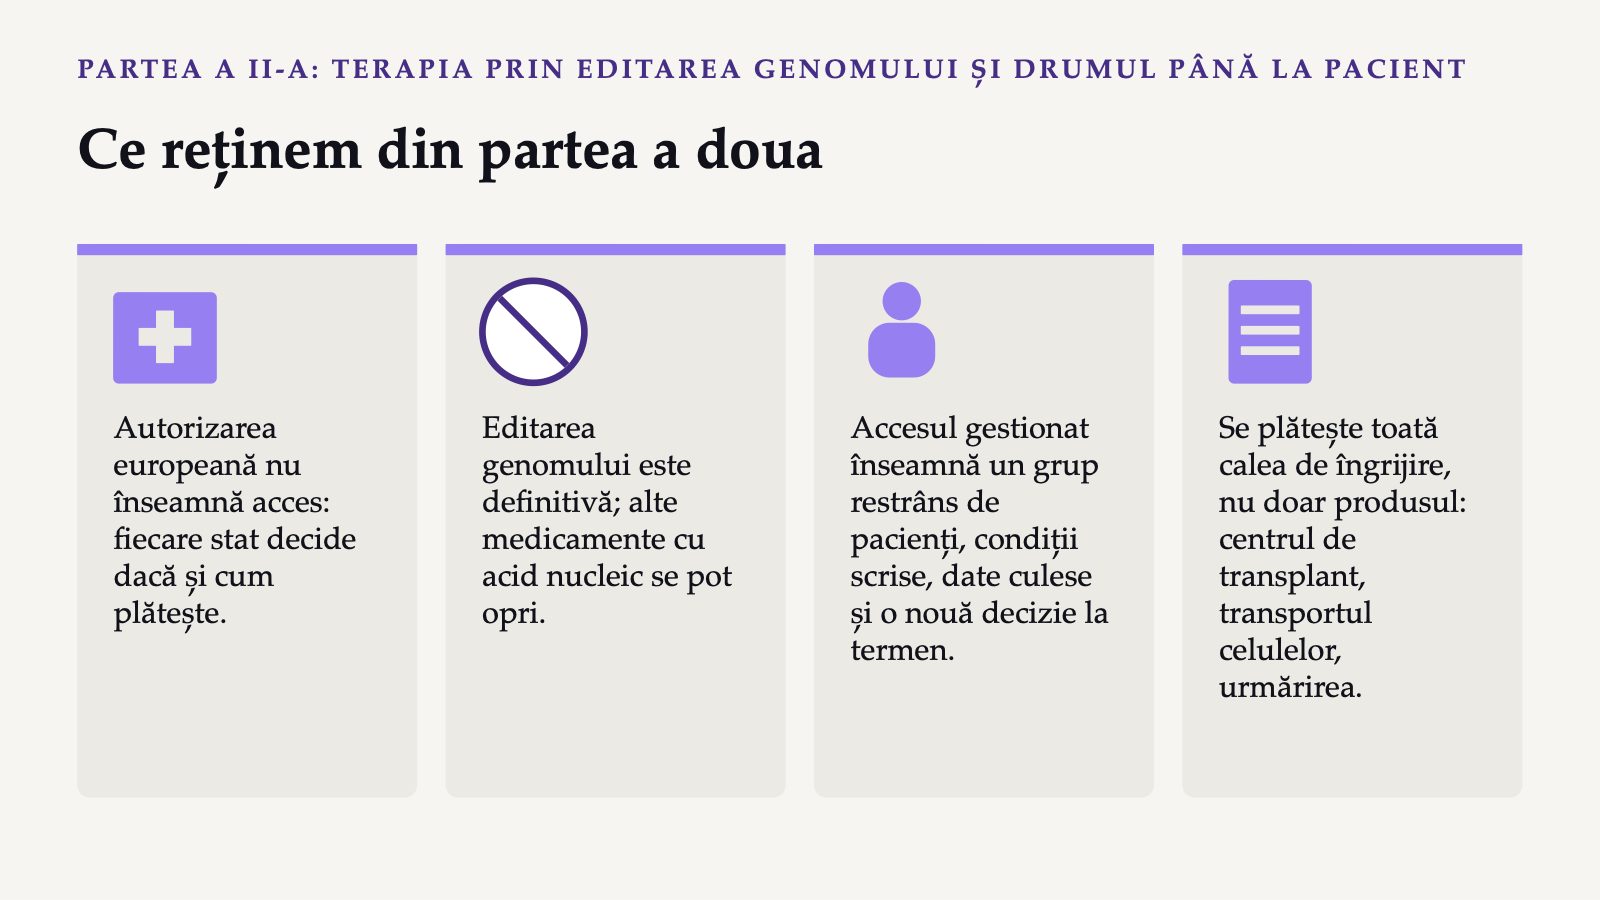 PARTEA A II-A: TERAPIA PRIN EDITAREA GENOMULUI ȘI DRUMUL PÂNĂ LA PACIENT
Ce reținem din partea a doua
Autorizarea
europeană nu
înseamnă acces:
fiecare stat decide
dacă și cum
plătește.
Editarea
genomului este
definitivă; alte
medicamente cu
acid nucleic se pot
opri.
Accesul gestionat
înseamnă un grup
restrâns de
pacienți, condiții
scrise, date culese
și o nouă decizie la
termen.
Se plătește toată
calea de îngrijire,
nu doar produsul:
centrul de
transplant,
transportul
celulelor,
urmărirea.